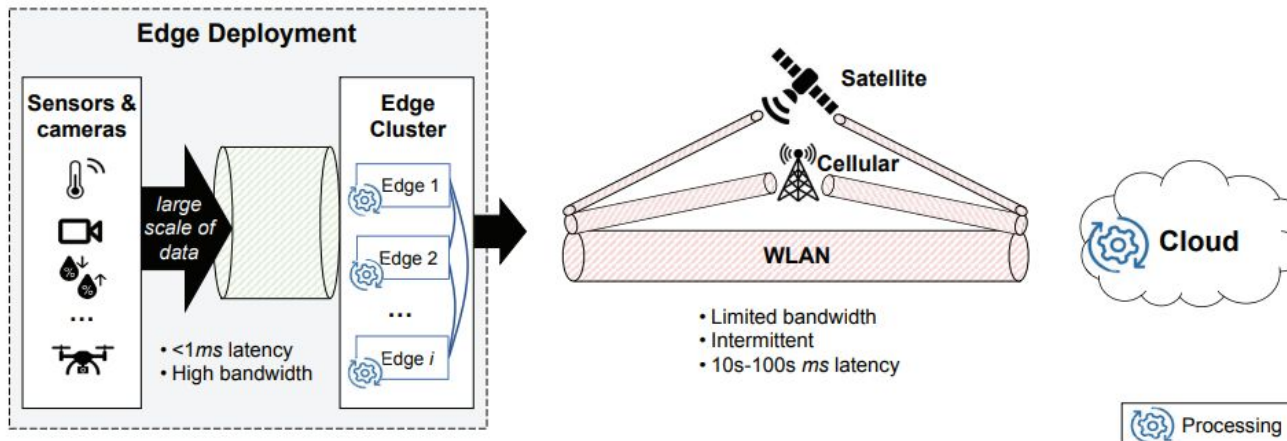 Edge Deployment
Sensors &
cameras
%
%
...
large
scale of
data
• <1ms latency
• High bandwidth
Edge
Cluster
Edge 1
Edge 2
...
Edge i
Satellite
Cellular
WLAN
• Limited bandwidth
• Intermittent
• 10s-100s ms latency
Cloud
Processing